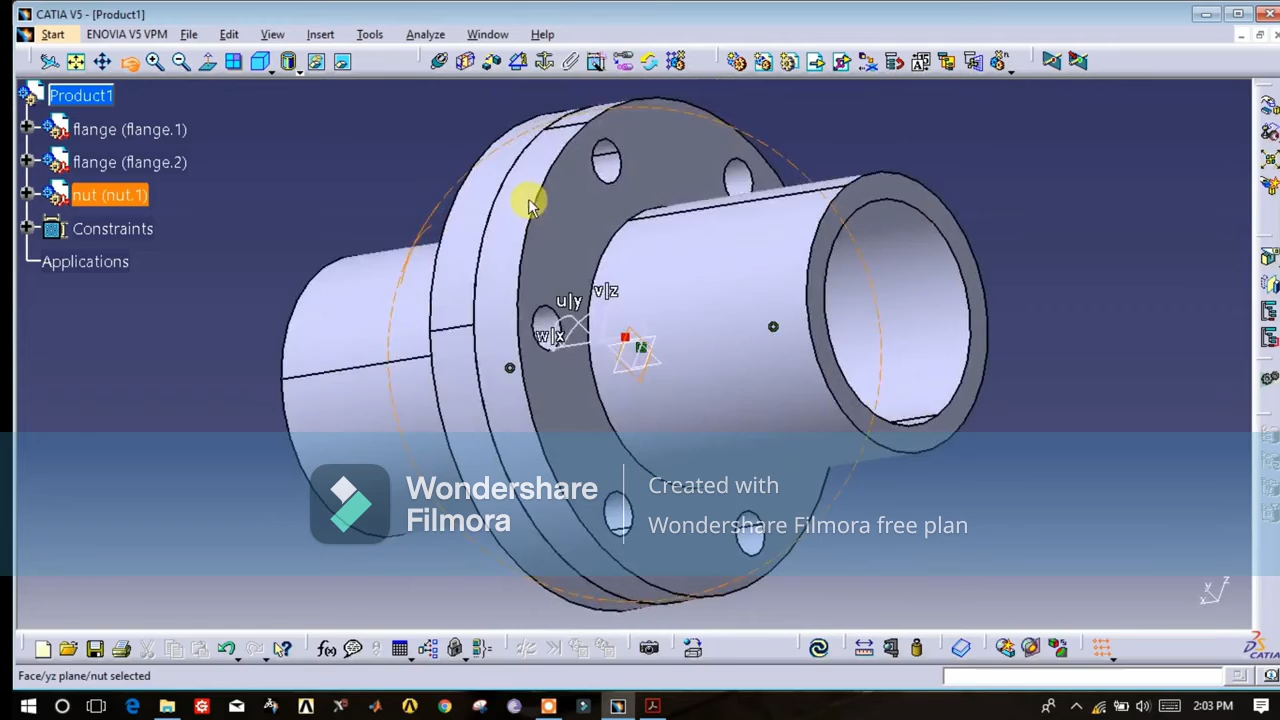 CATIA V5 - [Product1]
Start ENOVIA V5 VPM File Edit View Insert Tools Analyze Window Help
Product1
flange (flange.1)
flange (flange.2)
nut (nut.1)
Constraints
Applications
v|z
u|y
w|x
Wondershare
Filmora
Created with
Wondershare Filmora free plan
z
y
x
CATIA
Face/yz plane/nut selected
2:03 PM